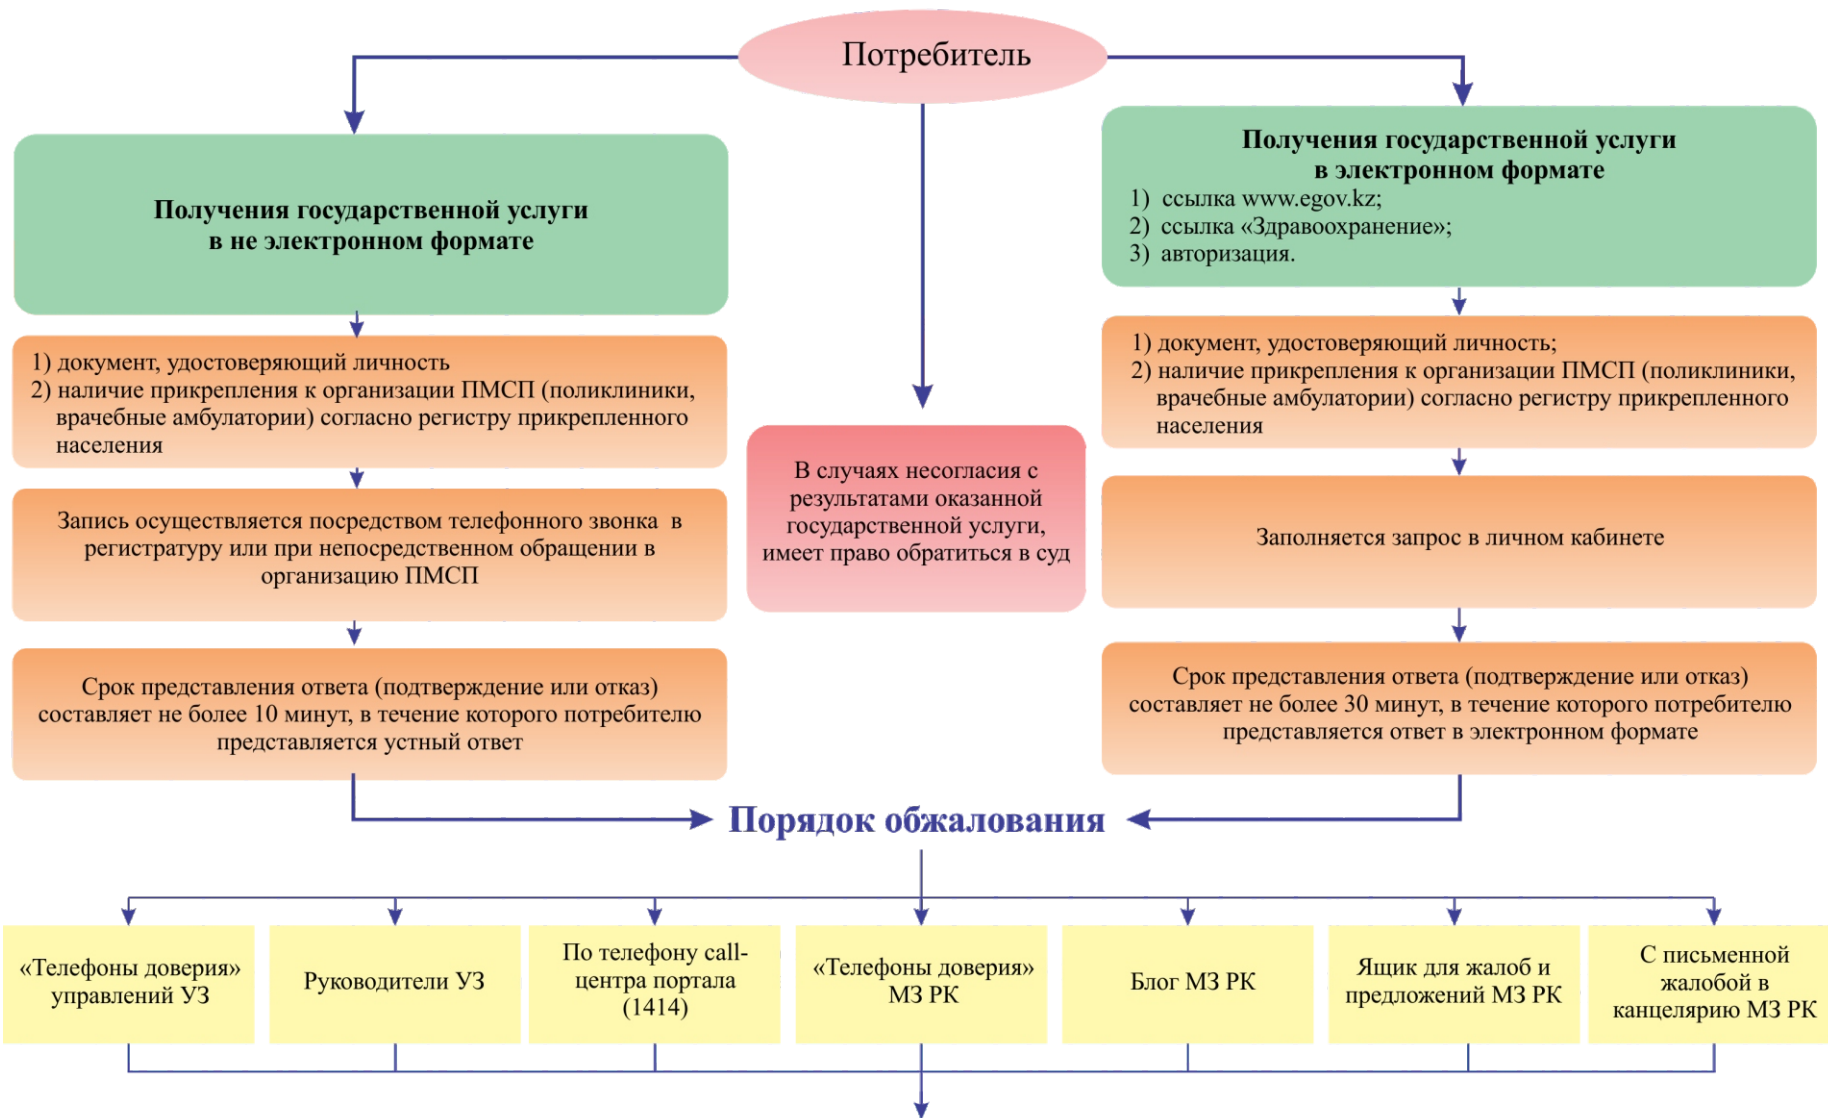 Потребитель
Получения государственной услуги
в не электронном формате
1) документ, удостоверяющий личность
2) наличие прикрепления к организации ПМСП (поликлиники,
врачебные амбулатории) согласно регистру прикрепленного
населения
Запись осуществляется посредством телефонного звонка в
регистратуру или при непосредственном обращении в
организацию ПМСП
Срок представления ответа (подтверждение или отказ)
составляет не более 10 минут, в течение которого потребителю
представляется устный ответ
В случаях несогласия с
результатами оказанной
государственной услуги,
имеет право обратиться в суд
Получения государственной услуги
в электронном формате
1) ссылка www.egov.kz;
2) ссылка «Здравоохранение»;
3) авторизация.
1) документ, удостоверяющий личность;
2) наличие прикрепления к организации ПМСП (поликлиники,
врачебные амбулатории) согласно регистру прикрепленного
населения
Заполняется запрос в личном кабинете
Срок представления ответа (подтверждение или отказ)
составляет не более 30 минут, в течение которого потребителю
представляется ответ в электронном формате
Порядок обжалования
«Телефоны доверия»
управлений УЗ
Руководители УЗ
По телефону call-
центра портала
(1414)
«Телефоны доверия»
МЗ РК
Блог МЗ РК
Ящик для жалоб и
предложений МЗ РК
С письменной
жалобой в
канцелярию МЗ РК